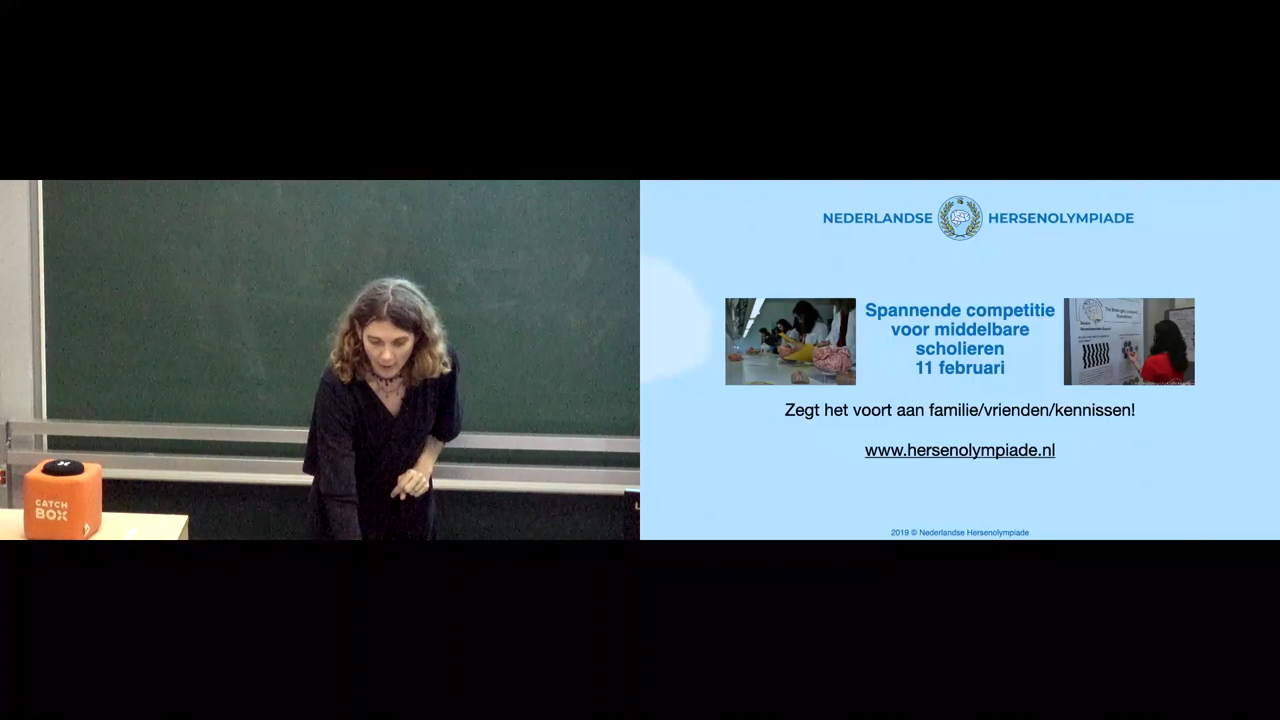 CATCH
BOX
NEDERLANDSE HERSENOLYMPIADE
Spannende competitie
voor middelbare
scholieren
11 februari
Zegt het voort aan familie/vrienden/kennissen!
www.hersenolympiade.nl
2019 © Nederlandse Hersenolympiade